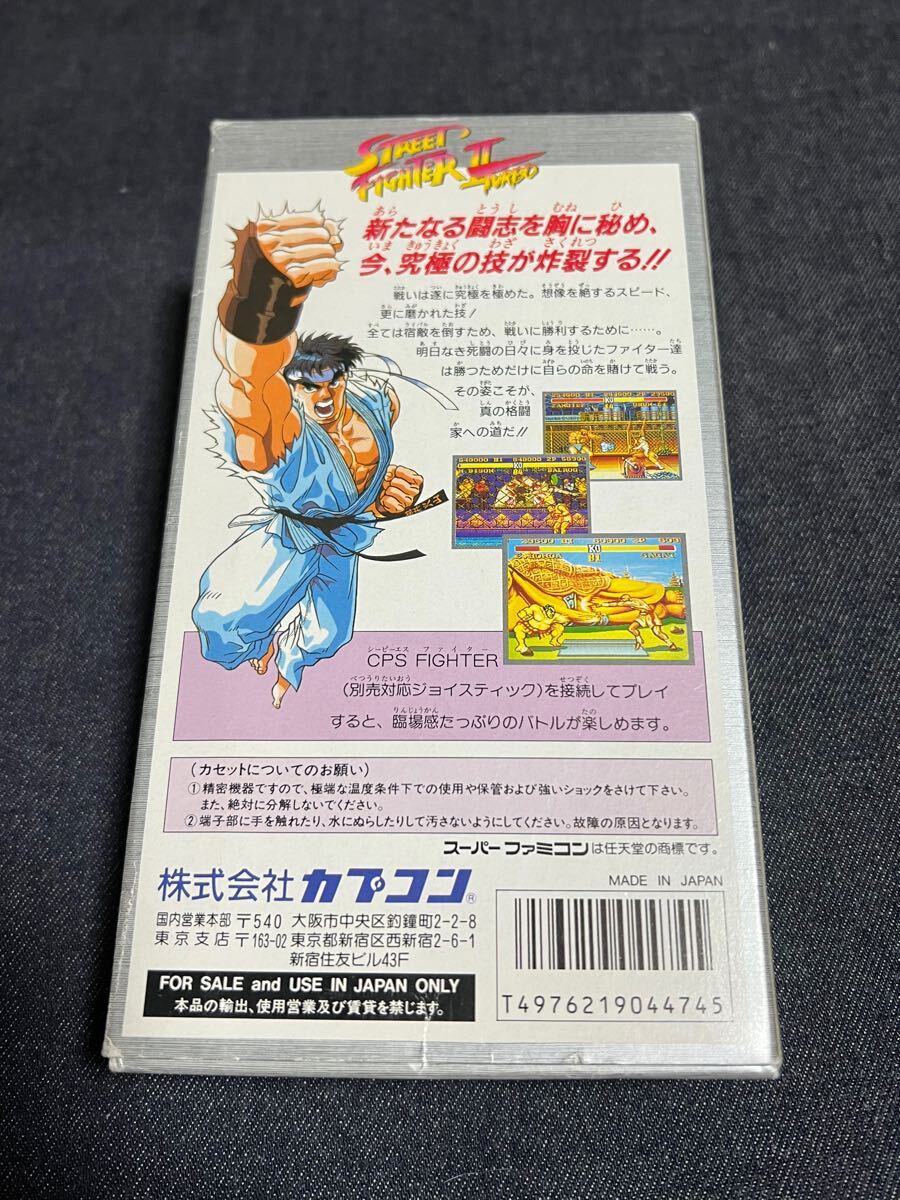 STREET
FIGHTER II
TURBO
新たなる闘志を胸に秘め、
今、究極の技が炸裂する!!
戦いは遂に究極を極めた。想像を絶するスピード、
更に磨かれた技!
全ては宿敵を倒すため、戦いに勝利するために……。
明日なき死闘の日々に身を投じたファイター達
は勝つためだけに自らの命を賭けて戦う。
その姿こそが、
真の格闘
家への道だ!!
KO
M.BISON
KO
84
BALROG
KO
91
シーピーエス ファイター
CPS FIGHTER
(別売対応ジョイスティック)を接続してプレイ
すると、臨場感たっぷりのバトルが楽しめます。
(カセットについてのお願い)
①精密機器ですので、極端な温度条件下での使用や保管および強いショックをさけて下さい。
また、絶対に分解しないでください。
②端子部に手を触れたり、水にぬらしたりして汚さないようにしてください。故障の原因となります。
スーパーファミコンは任天堂の商標です。
株式会社カプコン®
MADE IN JAPAN
国内営業本部 〒540 大阪市中央区釣鐘町2-2-8
東京支店 〒163-02 東京都新宿区西新宿2-6-1
新宿住友ビル43F
FOR SALE and USE IN JAPAN ONLY
本品の輸出、使用営業及び賃貸を禁じます。
T4976219044745